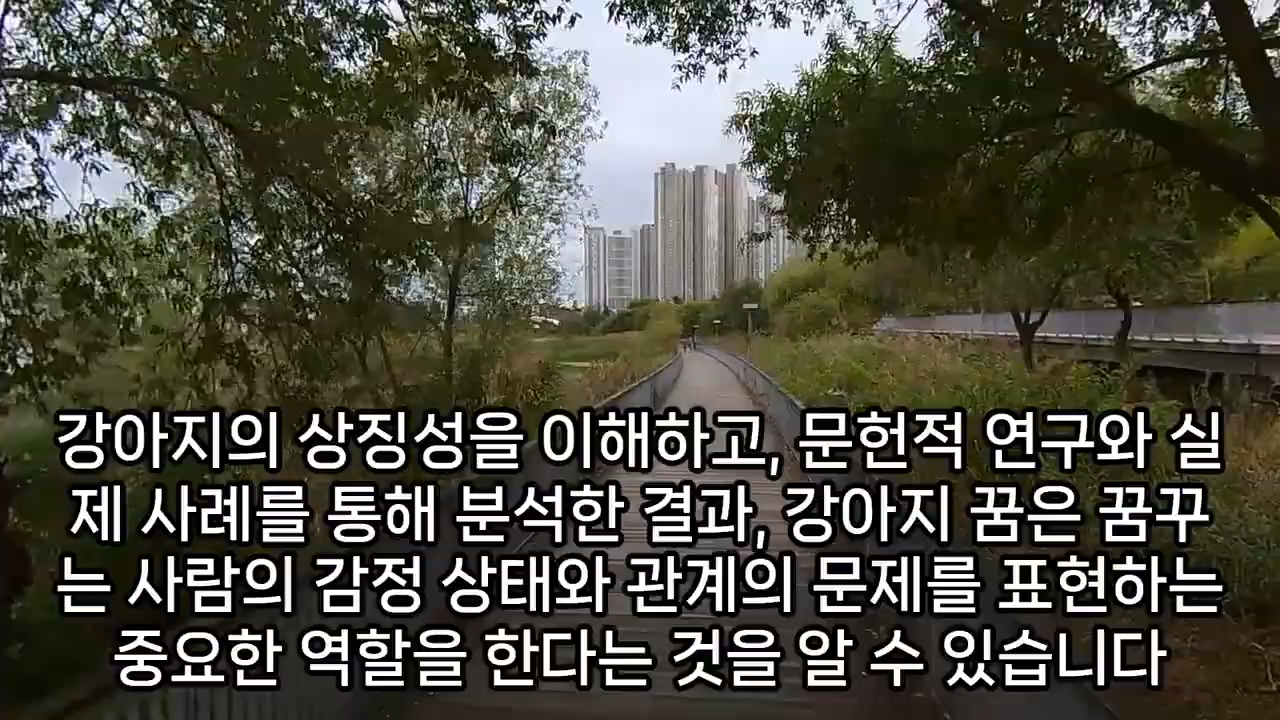 강아지의 상징성을 이해하고, 문헌적 연구와 실
제 사례를 통해 분석한 결과, 강아지 꿈은 꿈꾸
는 사람의 감정 상태와 관계의 문제를 표현하는
중요한 역할을 한다는 것을 알 수 있습니다